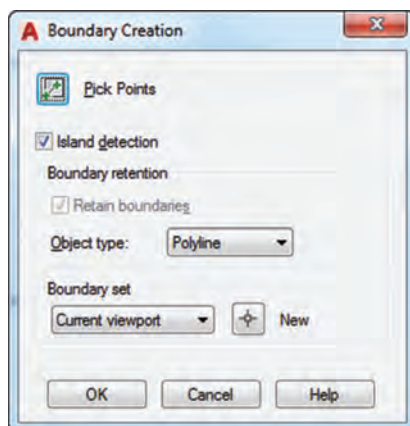 A Boundary Creation
Pick Points
Island detection
Boundary retention
Retain boundaries
Object type: Polyline
Boundary set
Current viewport New
OK Cancel Help